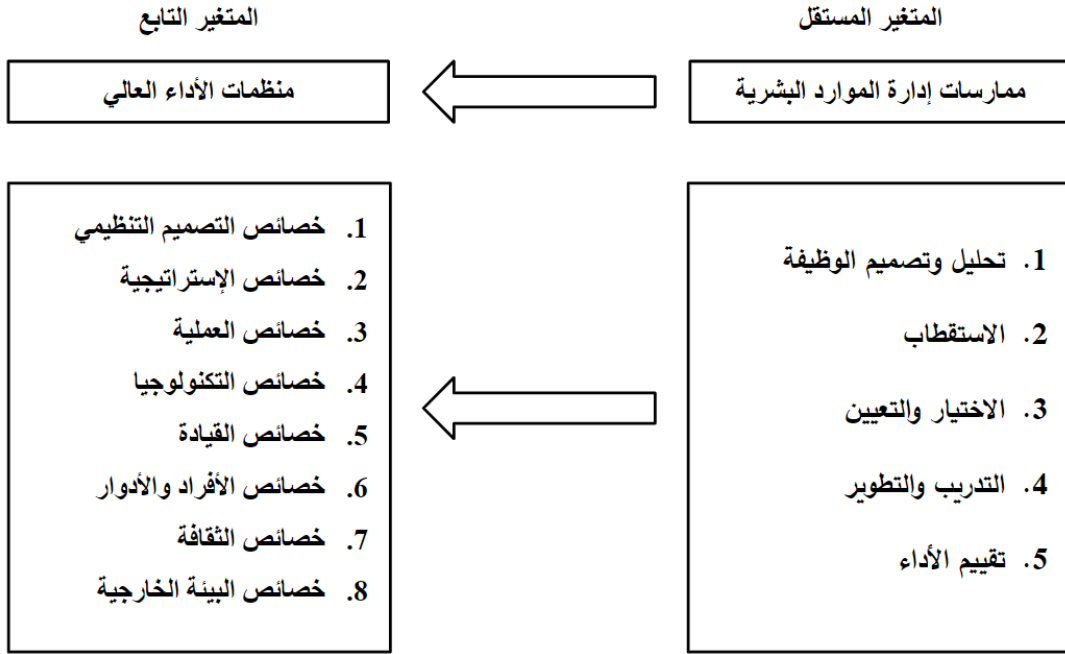 المتغير المستقل
المتغير التابع
ممارسات إدارة الموارد البشرية
منظمات الأداء العالي
1. تحليل وتصميم الوظيفة
2. الاستقطاب
3. الاختيار والتعيين
4. التدريب والتطوير
5. تقييم الأداء
1. خصائص التصميم التنظيمي
2. خصائص الإستراتيجية
3. خصائص العملية
4. خصائص التكنولوجيا
5. خصائص القيادة
6. خصائص الأفراد والأدوار
7. خصائص الثقافة
8. خصائص البيئة الخارجية